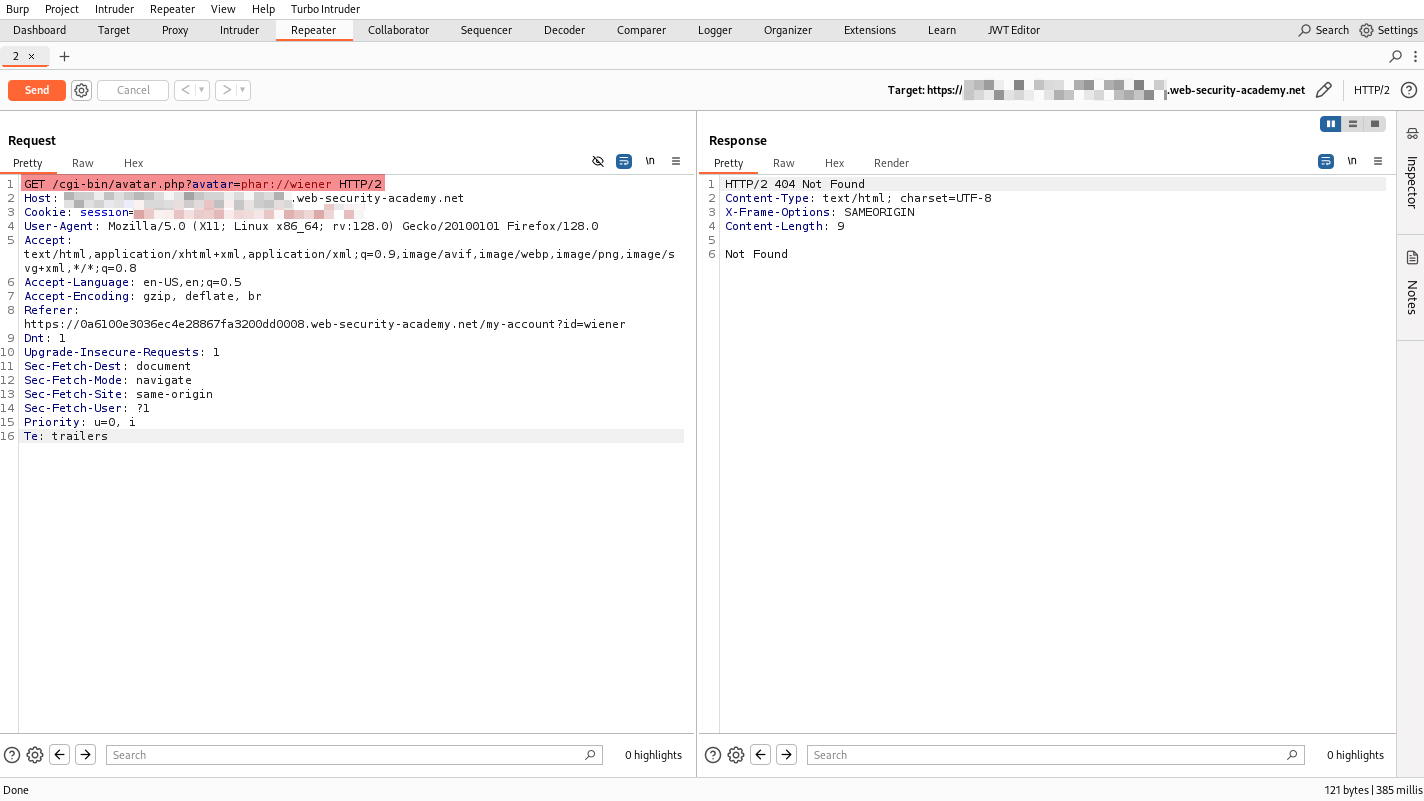 Burp Project Intruder Repeater View Help Turbo Intruder
Dashboard Target Proxy Intruder Repeater Collaborator Sequencer Decoder Comparer Logger Organizer Extensions Learn JWT Editor Search Settings
2 × +
Send Cancel < >
Target: https:// .web-security-academy.net HTTP/2
Request
Pretty Raw Hex \n
1 GET /cgi-bin/avatar.php?avatar=phar://wiener HTTP/2
2 Host: .web-security-academy.net
3 Cookie: session=
4 User-Agent: Mozilla/5.0 (X11; Linux x86_64; rv:128.0) Gecko/20100101 Firefox/128.0
5 Accept:
text/html,application/xhtml+xml,application/xml;q=0.9,image/avif,image/webp,image/png,image/s
vg+xml,*/*;q=0.8
6 Accept-Language: en-US,en;q=0.5
7 Accept-Encoding: gzip, deflate, br
8 Referer:
https://0a6100e3036ec4e28867fa3200dd0008.web-security-academy.net/my-account?id=wiener
9 Dnt: 1
10 Upgrade-Insecure-Requests: 1
11 Sec-Fetch-Dest: document
12 Sec-Fetch-Mode: navigate
13 Sec-Fetch-Site: same-origin
14 Sec-Fetch-User: ?1
15 Priority: u=0, i
16 Te: trailers
Search 0 highlights
Response
Pretty Raw Hex Render \n
1 HTTP/2 404 Not Found
2 Content-Type: text/html; charset=UTF-8
3 X-Frame-Options: SAMEORIGIN
4 Content-Length: 9
5
6 Not Found
Search 0 highlights
Inspector
Notes
Done
121 bytes | 385 millis